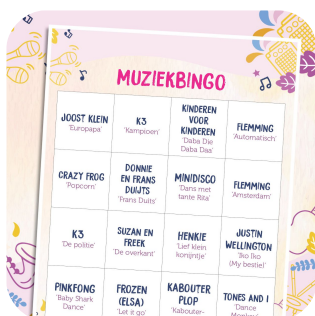 MUZIEKBINGO
JOOST KLEIN
'Europapa'
K3
'Kampioen'
KINDEREN
VOOR
KINDEREN
'Daba Die
Daba Daa'
FLEMMING
'Automatisch'
CRAZY FROG
'Popcorn'
DONNIE
EN FRANS
DUIJTS
'Frans Duits'
MINIDISCO
'Dans met
tante Rita'
FLEMMING
'Amsterdam'
K3
'De politie'
SUZAN EN
FREEK
'De overkant'
HENKIE
'Lief klein
konijntje'
JUSTIN
WELLINGTON
'Iko Iko
(My bestie)'
PINKFONG
'Baby Shark
Dance'
FROZEN
(ELSA)
'Let it go'
KABOUTER
PLOP
'Kabouter-
TONES AND I
'Dance